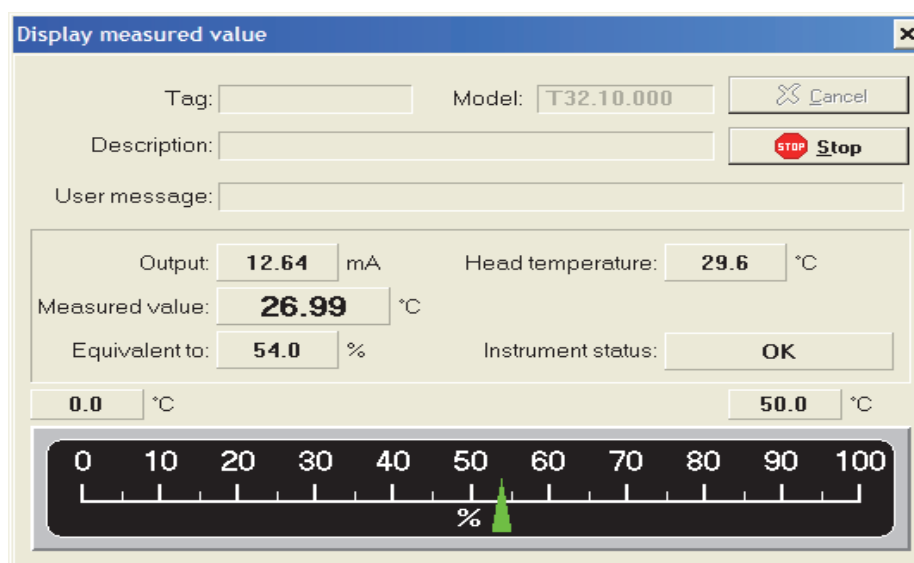 Display measured value
Tag: Model: T32.10.000 Cancel
Description: STOP Stop
User message:
Output: 12.64 mA Head temperature: 29.6 °C
Measured value: 26.99 °C
Equivalent to: 54.0 % Instrument status: OK
0.0 °C 50.0 °C
0 10 20 30 40 50 60 70 80 90 100
%